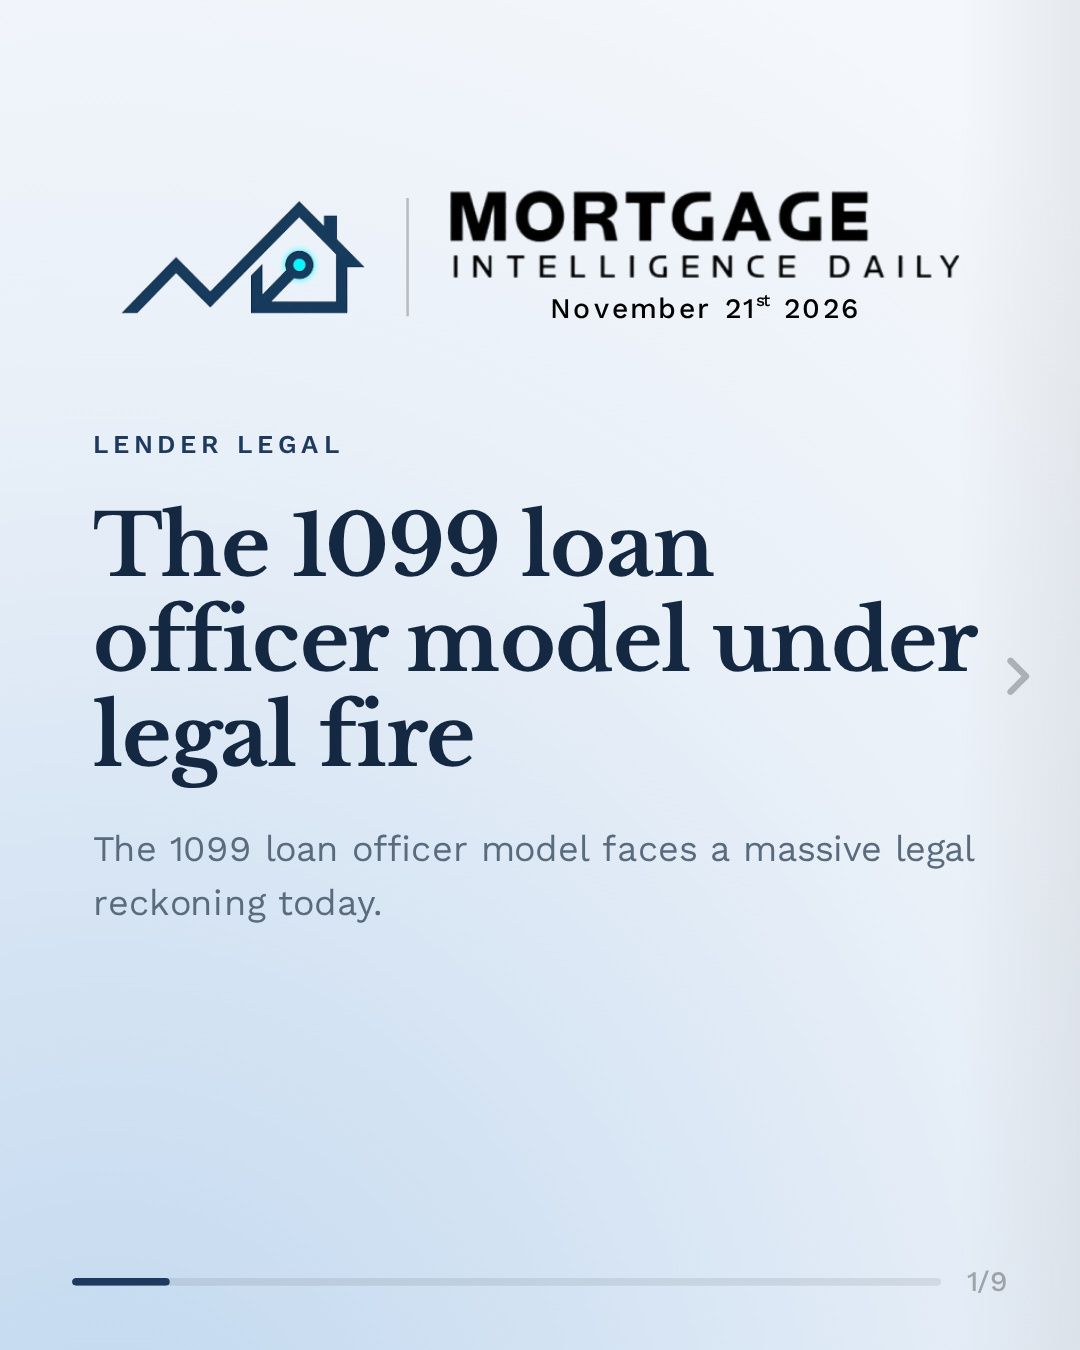 MORTGAGE
INTELLIGENCE DAILY
November 21st 2026
LENDER LEGAL
The 1099 loan
officer model under
legal fire
The 1099 loan officer model faces a massive legal
reckoning today.
1/9